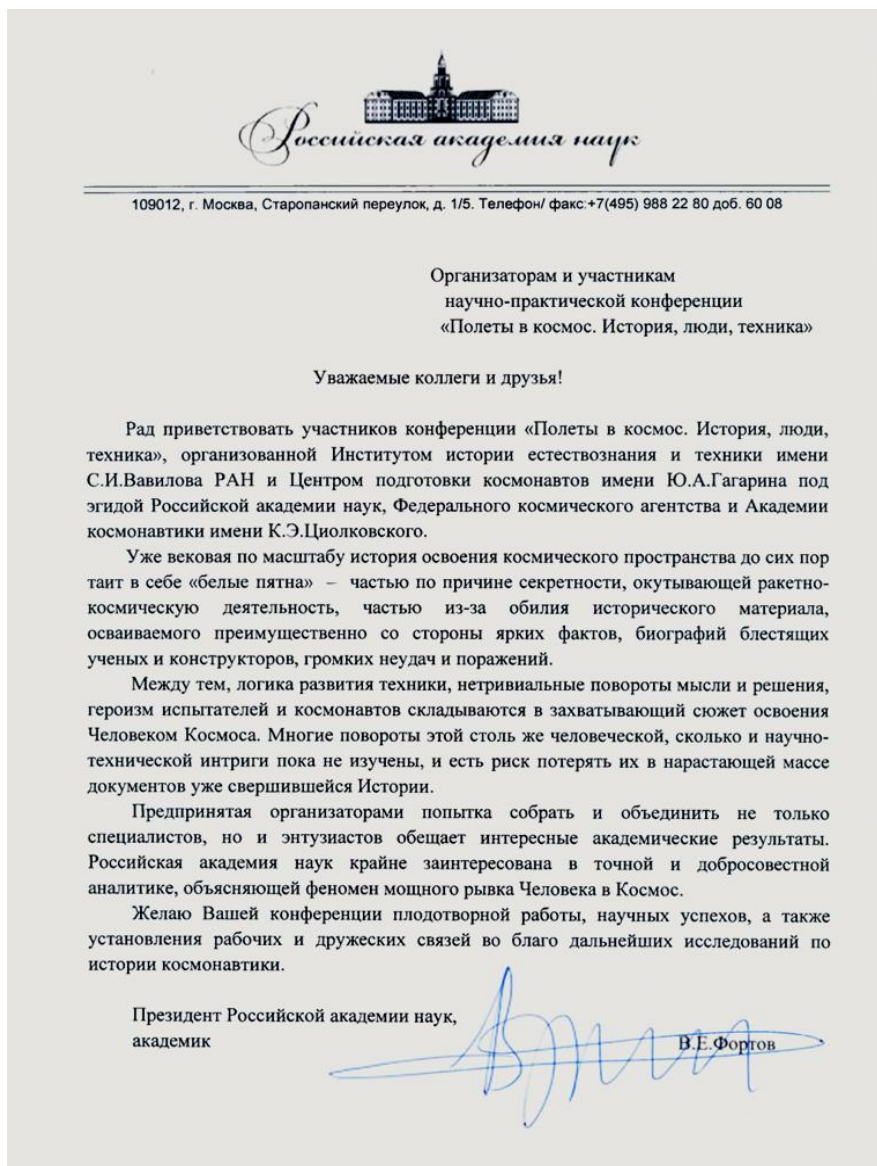 Российская академия наук
109012, г. Москва, Старопанский переулок, д. 1/5. Телефон/ факс:+7(495) 988 22 80 доб. 60 08
Организаторам и участникам
научно-практической конференции
«Полеты в космос. История, люди, техника»
Уважаемые коллеги и друзья!
Рад приветствовать участников конференции «Полеты в космос. История, люди,
техника», организованной Институтом истории естествознания и техники имени
С.И.Вавилова РАН и Центром подготовки космонавтов имени Ю.А.Гагарина под
эгидой Российской академии наук, Федерального космического агентства и Академии
космонавтики имени К.Э.Циолковского.
Уже вековая по масштабу история освоения космического пространства до сих пор
таит в себе «белые пятна» – частью по причине секретности, окутывающей ракетно-
космическую деятельность, частью из-за обилия исторического материала,
осваиваемого преимущественно со стороны ярких фактов, биографий блестящих
ученых и конструкторов, громких неудач и поражений.
Между тем, логика развития техники, нетривиальные повороты мысли и решения,
героизм испытателей и космонавтов складываются в захватывающий сюжет освоения
Человеком Космоса. Многие повороты этой столь же человеческой, сколько и научно-
технической интриги пока не изучены, и есть риск потерять их в нарастающей массе
документов уже свершившейся Истории.
Предпринятая организаторами попытка собрать и объединить не только
специалистов, но и энтузиастов обещает интересные академические результаты.
Российская академия наук крайне заинтересована в точной и добросовестной
аналитике, объясняющей феномен мощного рывка Человека в Космос.
Желаю Вашей конференции плодотворной работы, научных успехов, а также
установления рабочих и дружеских связей во благо дальнейших исследований по
истории космонавтики.
Президент Российской академии наук,
академик В.Е.Фортов